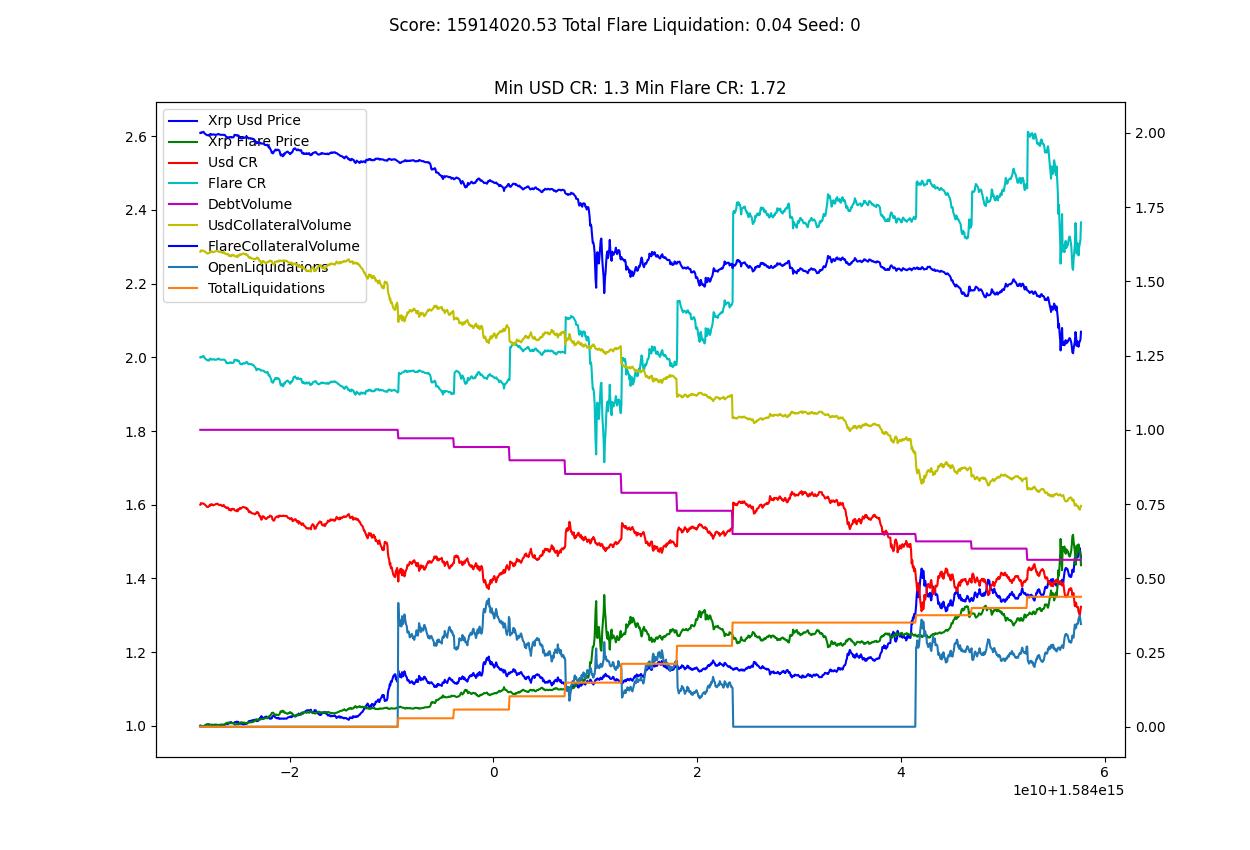 Score: 15914020.53 Total Flare Liquidation: 0.04 Seed: 0
Min USD CR: 1.3 Min Flare CR: 1.72
Xrp Usd Price
Xrp Flare Price
Usd CR
Flare CR
DebtVolume
UsdCollateralVolume
FlareCollateralVolume
OpenLiquidations
TotalLiquidations
2.6
2.4
2.2
2.0
1.8
1.6
1.4
1.2
1.0
2.00
1.75
1.50
1.25
1.00
0.75
0.50
0.25
0.00
−2
0
2
4
6
1e10+1.584e15